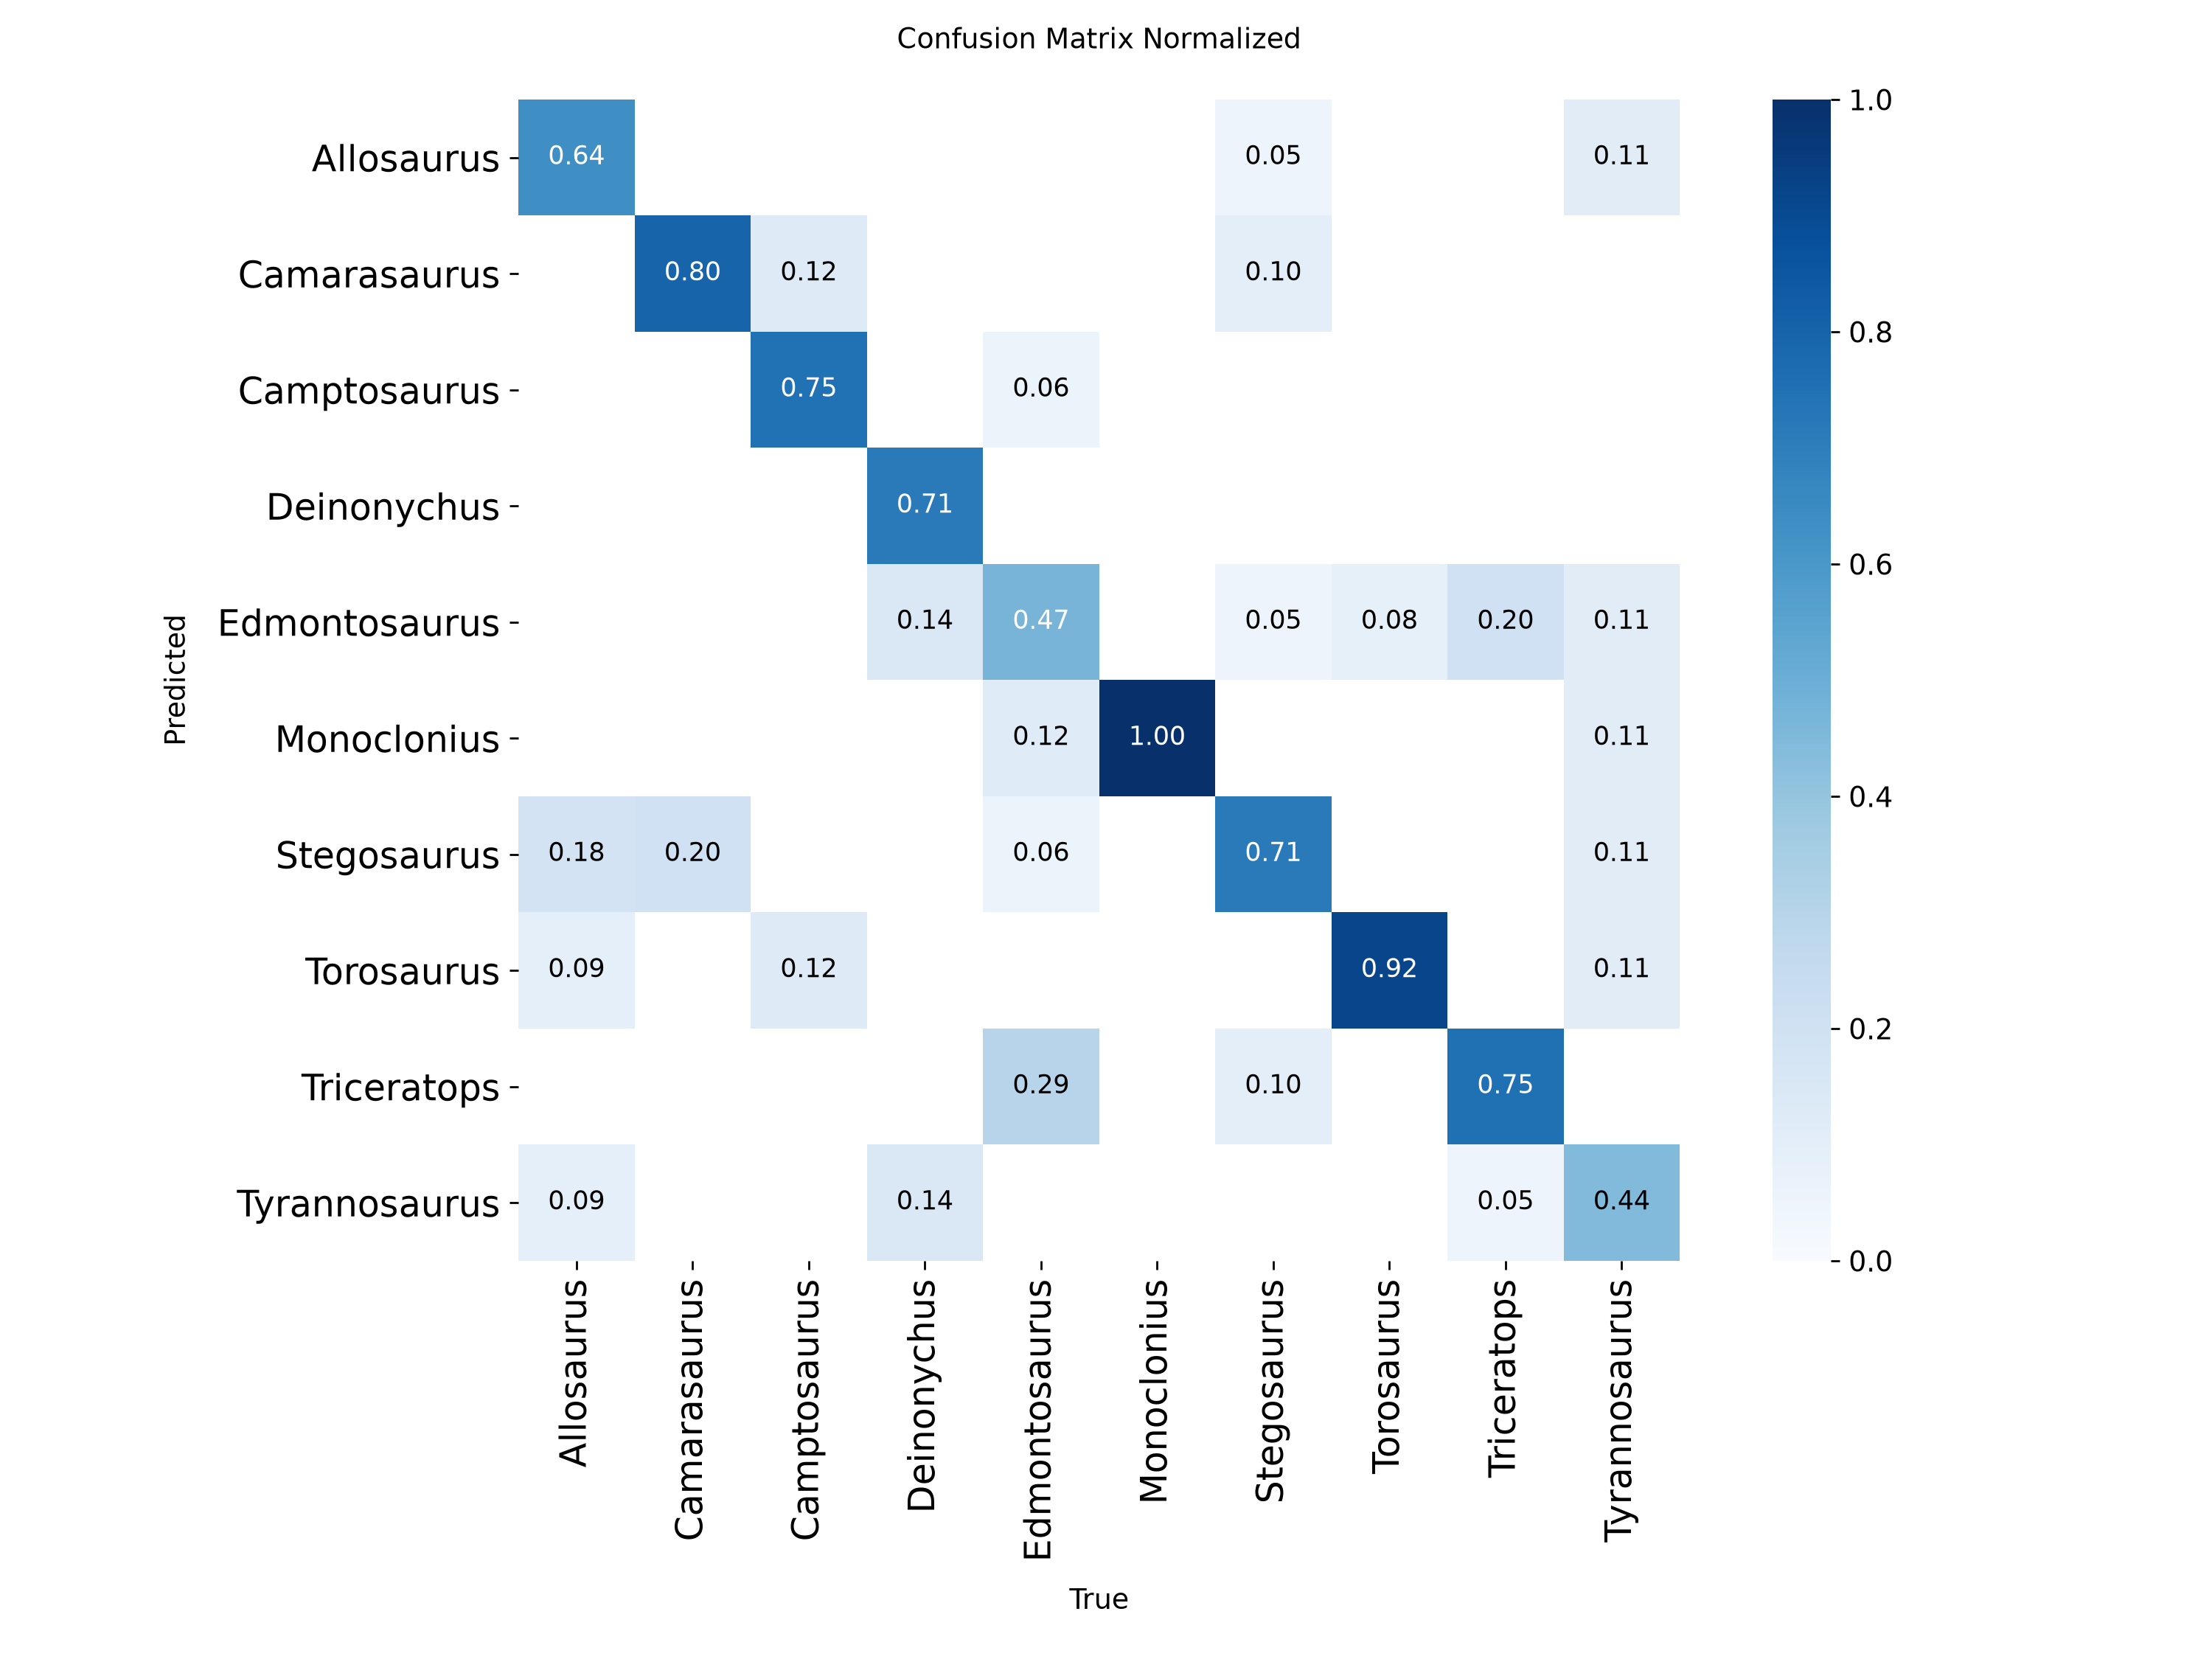 Confusion Matrix Normalized
Allosaurus 0.64 0.05 0.11
Camarasaurus 0.80 0.12 0.10
Camptosaurus 0.75 0.06
Deinonychus 0.71
Edmontosaurus 0.14 0.47 0.05 0.08 0.20 0.11
Monoclonius 0.12 1.00 0.11
Stegosaurus 0.18 0.20 0.06 0.71 0.11
Torosaurus 0.09 0.12 0.92 0.11
Triceratops 0.29 0.10 0.75
Tyrannosaurus 0.09 0.14 0.05 0.44
Predicted
Allosaurus
Camarasaurus
Camptosaurus
Deinonychus
Edmontosaurus
Monoclonius
Stegosaurus
Torosaurus
Triceratops
Tyrannosaurus
True
1.0
0.8
0.6
0.4
0.2
0.0